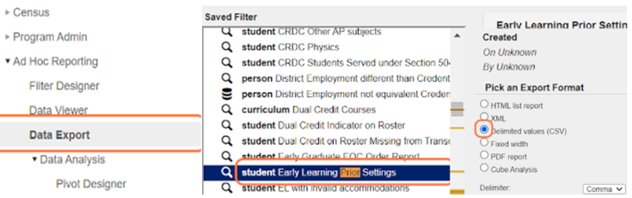 Census
Program Admin
Ad Hoc Reporting
Filter Designer
Data Viewer
Data Export
Data Analysis
Pivot Designer
Saved Filter
student CRDC Other AP subjects
student CRDC Physics
student CRDC Students Served under Section 504
person District Employment different than Creden
person District Employment not equivalent Creden
curriculum Dual Credit Courses
student Dual Credit Indicator on Roster
student Dual Credit on Roster Missing from Transc
student Early Graduate EOC Order Report
student Early Learning Prior Settings
student EL with invalid accommodations
Early Learning Prior Settin
Created
On Unknown
By Unknown
Pick an Export Format
HTML list report
XML
Delimited values (CSV)
Fixed width
PDF report
Cube Analysis
Delimiter: Comma